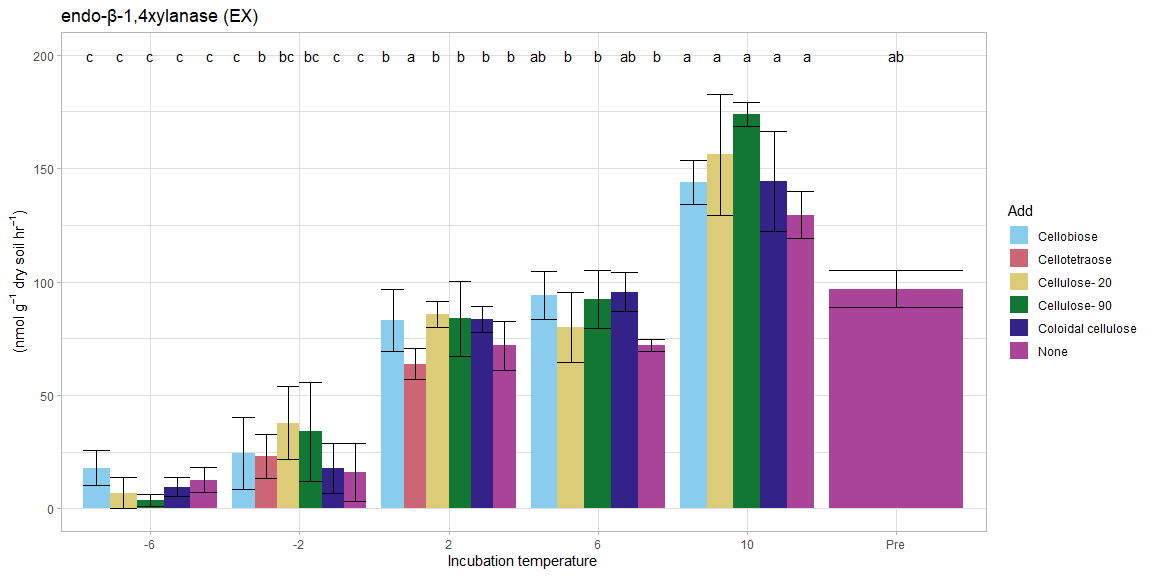 endo-β-1,4xylanase (EX)
200
c c c c c c b bc bc c c b a b b b b ab b b ab b a a a a a ab
150
100
50
0
(nmol g⁻¹ dry soil hr⁻¹)
-6 -2 2 6 10 Pre
Incubation temperature
Add
Cellobiose
Cellotetraose
Cellulose- 20
Cellulose- 90
Coloidal cellulose
None